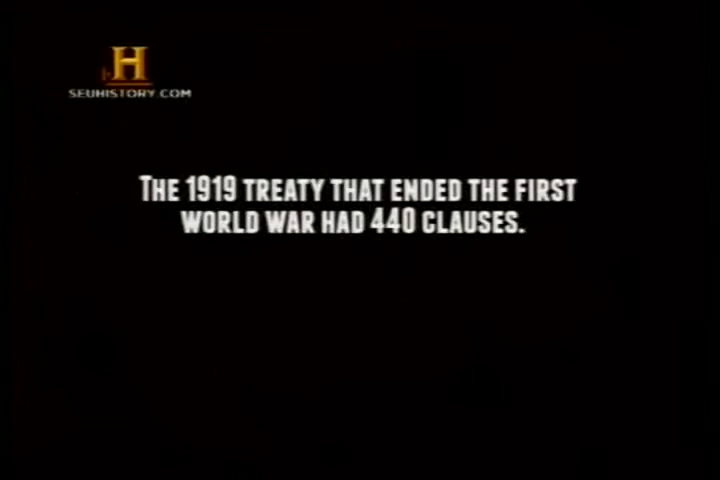 H
SEUHISTORY.COM
THE 1919 TREATY THAT ENDED THE FIRST
WORLD WAR HAD 440 CLAUSES.